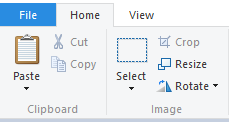 File Home View
Paste
Cut
Copy
Clipboard
Select
Crop
Resize
Rotate
Image